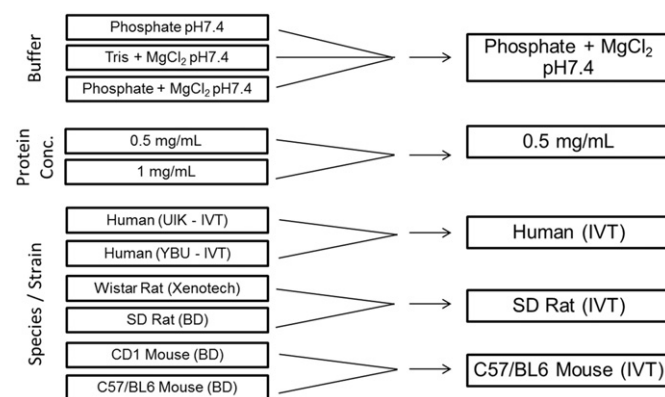 Buffer
Phosphate pH7.4
Tris + MgCl₂ pH7.4
Phosphate + MgCl₂ pH7.4
Phosphate + MgCl₂
pH7.4
Protein
Conc.
0.5 mg/mL
1 mg/mL
0.5 mg/mL
Species / Strain
Human (UIK - IVT)
Human (YBU - IVT)
Human (IVT)
Wistar Rat (Xenotech)
SD Rat (BD)
SD Rat (IVT)
CD1 Mouse (BD)
C57/BL6 Mouse (BD)
C57/BL6 Mouse (IVT)